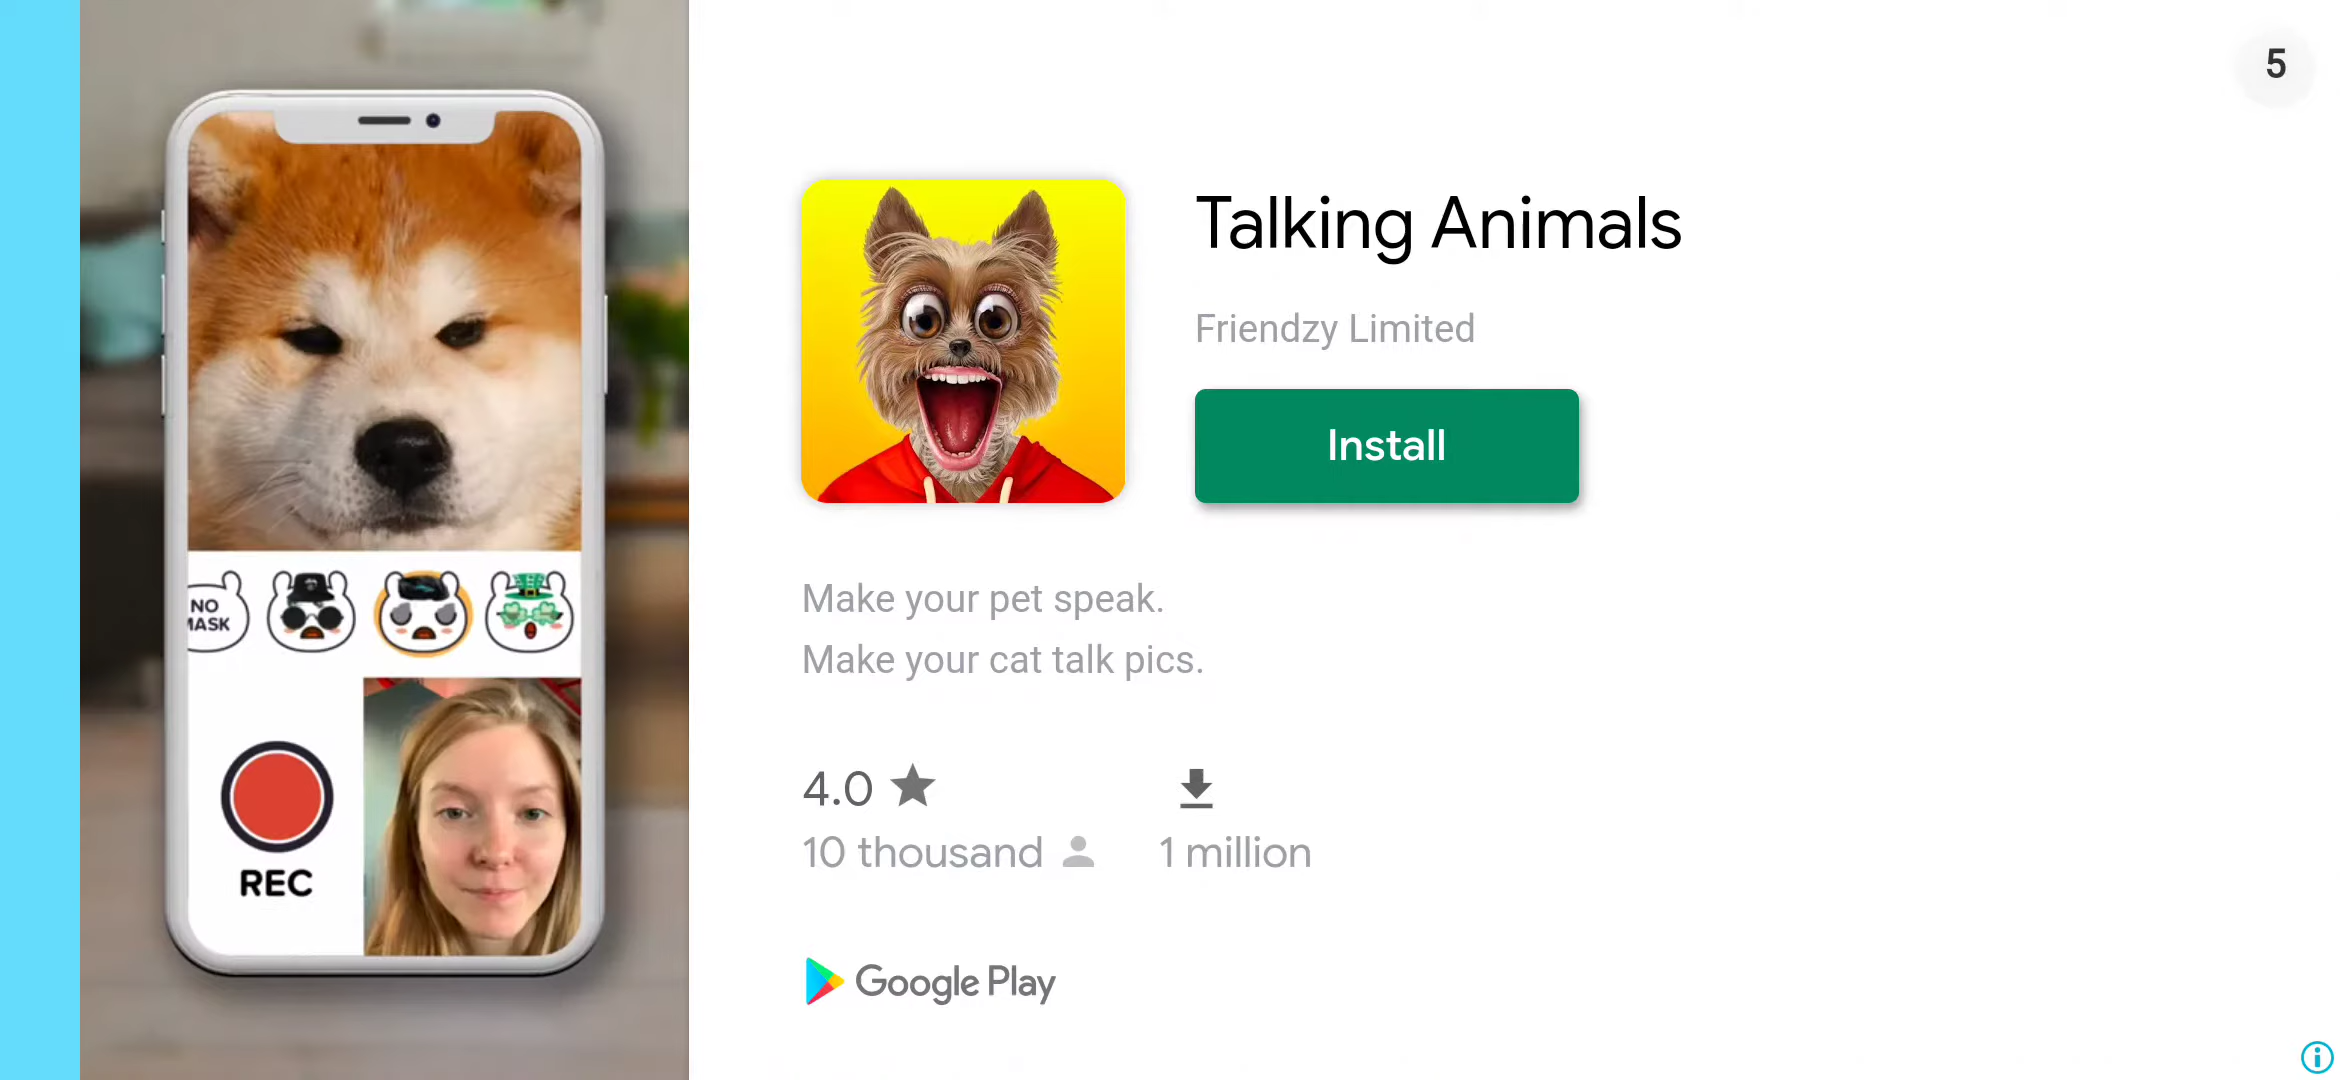 5
Talking Animals
Friendzy Limited
Install
Make your pet speak.
Make your cat talk pics.
4.0
10 thousand
1 million
Google Play
NO
MASK
REC